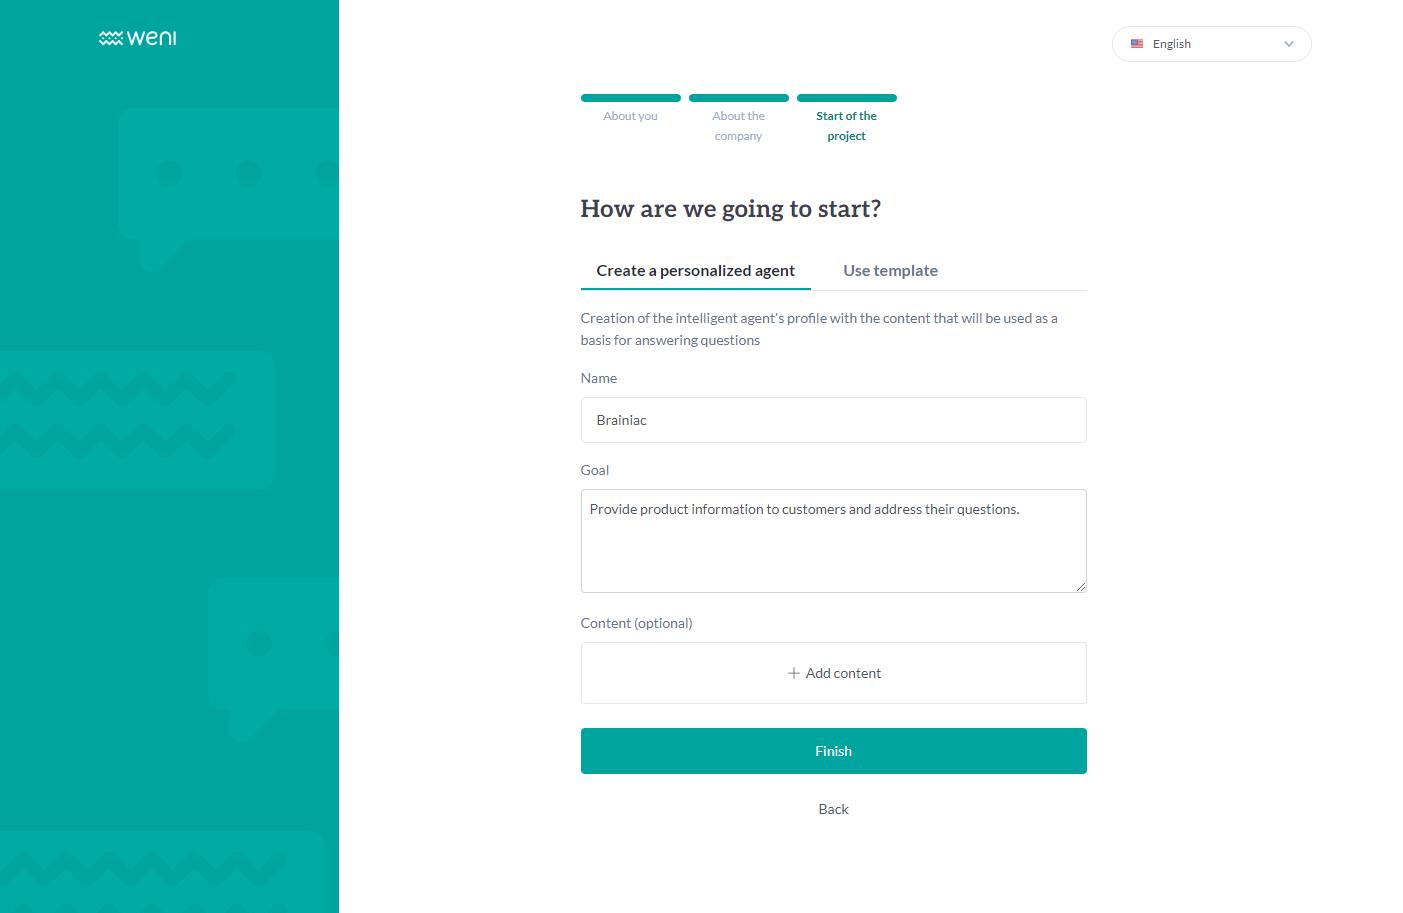 weni
English
About you
About the
company
Start of the
project
How are we going to start?
Create a personalized agent
Use template
Creation of the intelligent agent's profile with the content that will be used as a
basis for answering questions
Name
Brainiac
Goal
Provide product information to customers and address their questions.
Content (optional)
Add content
Finish
Back